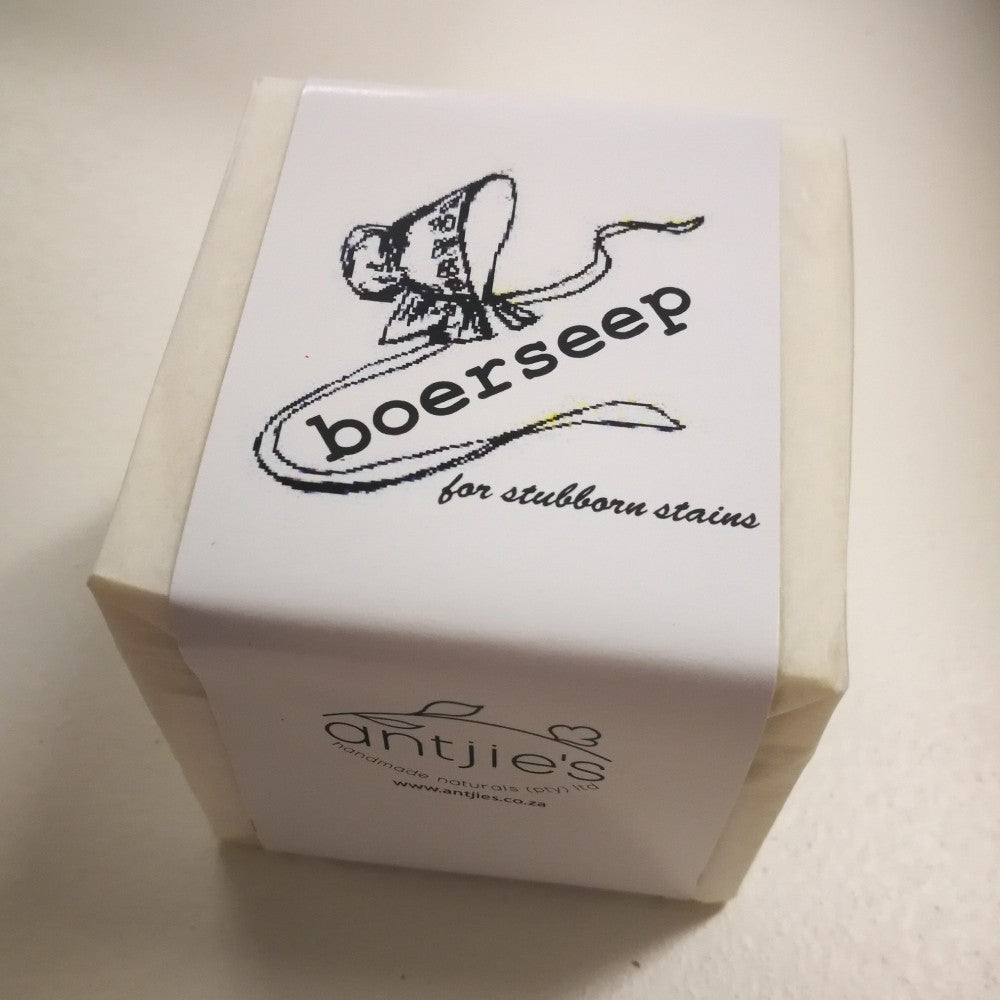 boerseep
for stubborn stains
antjie's
handmade naturals (pty) ltd
www.antjies.co.za